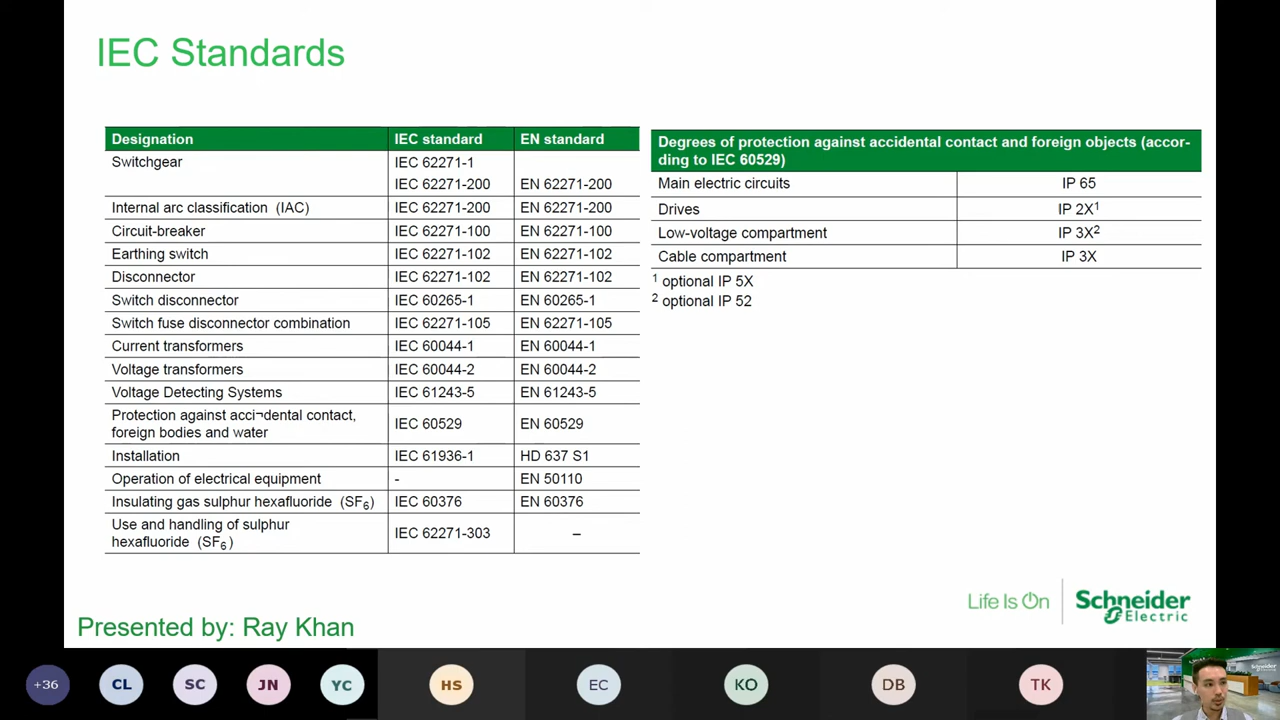 IEC Standards
Designation IEC standard EN standard
Switchgear IEC 62271-1
IEC 62271-200 EN 62271-200
Internal arc classification (IAC) IEC 62271-200 EN 62271-200
Circuit-breaker IEC 62271-100 EN 62271-100
Earthing switch IEC 62271-102 EN 62271-102
Disconnector IEC 62271-102 EN 62271-102
Switch disconnector IEC 60265-1 EN 60265-1
Switch fuse disconnector combination IEC 62271-105 EN 62271-105
Current transformers IEC 60044-1 EN 60044-1
Voltage transformers IEC 60044-2 EN 60044-2
Voltage Detecting Systems IEC 61243-5 EN 61243-5
Protection against acci¬dental contact,
foreign bodies and water IEC 60529 EN 60529
Installation IEC 61936-1 HD 637 S1
Operation of electrical equipment - EN 50110
Insulating gas sulphur hexafluoride (SF6) IEC 60376 EN 60376
Use and handling of sulphur
hexafluoride (SF6) IEC 62271-303 –
Degrees of protection against accidental contact and foreign objects (accor-
ding to IEC 60529)
Main electric circuits IP 65
Drives IP 2X1
Low-voltage compartment IP 3X2
Cable compartment IP 3X
1 optional IP 5X
2 optional IP 52
Life Is On
Schneider
Electric
Presented by: Ray Khan
+36 CL SC JN YC HS EC KO DB TK